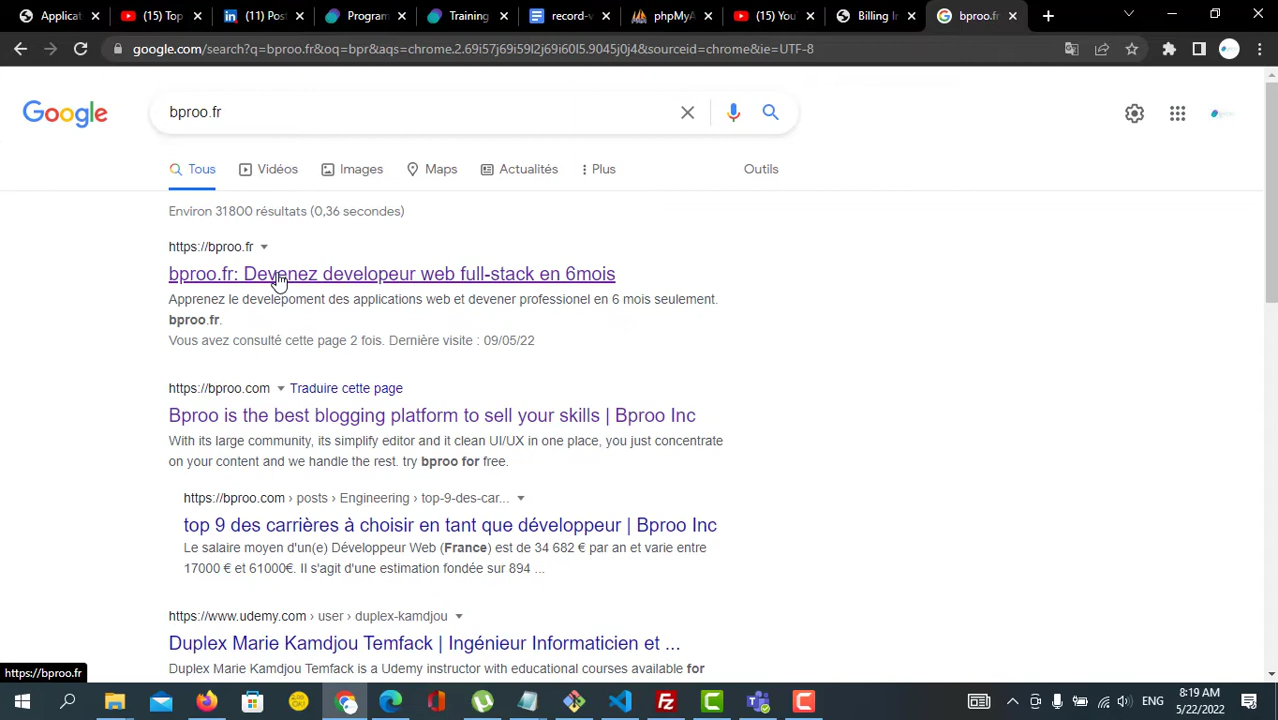 Applicat
(15) Top
(11) Post
Program
Training
record-v
phpMyA
(15) You
Billing In
bproo.fr
google.com/search?q=bproo.fr&oq=bpr&aqs=chrome.2.69i57j69i59l2j69i60l5.9045j0j4&sourceid=chrome&ie=UTF-8
Google
bproo.fr
Tous
Vidéos
Images
Maps
Actualités
Plus
Outils
Environ 31800 résultats (0,36 secondes)
https://bproo.fr
bproo.fr: Devenez developeur web full-stack en 6mois
Apprenez le develepoment des applications web et devener professionel en 6 mois seulement.
bproo.fr.
Vous avez consulté cette page 2 fois. Dernière visite : 09/05/22
https://bproo.com Traduire cette page
Bproo is the best blogging platform to sell your skills | Bproo Inc
With its large community, its simplify editor and it clean UI/UX in one place, you just concentrate
on your content and we handle the rest. try bproo for free.
https://bproo.com › posts › Engineering › top-9-des-car...
top 9 des carrières à choisir en tant que développeur | Bproo Inc
Le salaire moyen d'un(e) Développeur Web (France) est de 34 682 € par an et varie entre
17000 € et 61000€. Il s'agit d'une estimation fondée sur 894 ...
https://www.udemy.com › user › duplex-kamdjou
Duplex Marie Kamdjou Temfack | Ingénieur Informaticien et ...
Duplex Marie Kamdjou Temfack is a Udemy instructor with educational courses available for
https://bproo.fr
ENG
8:19 AM
5/22/2022